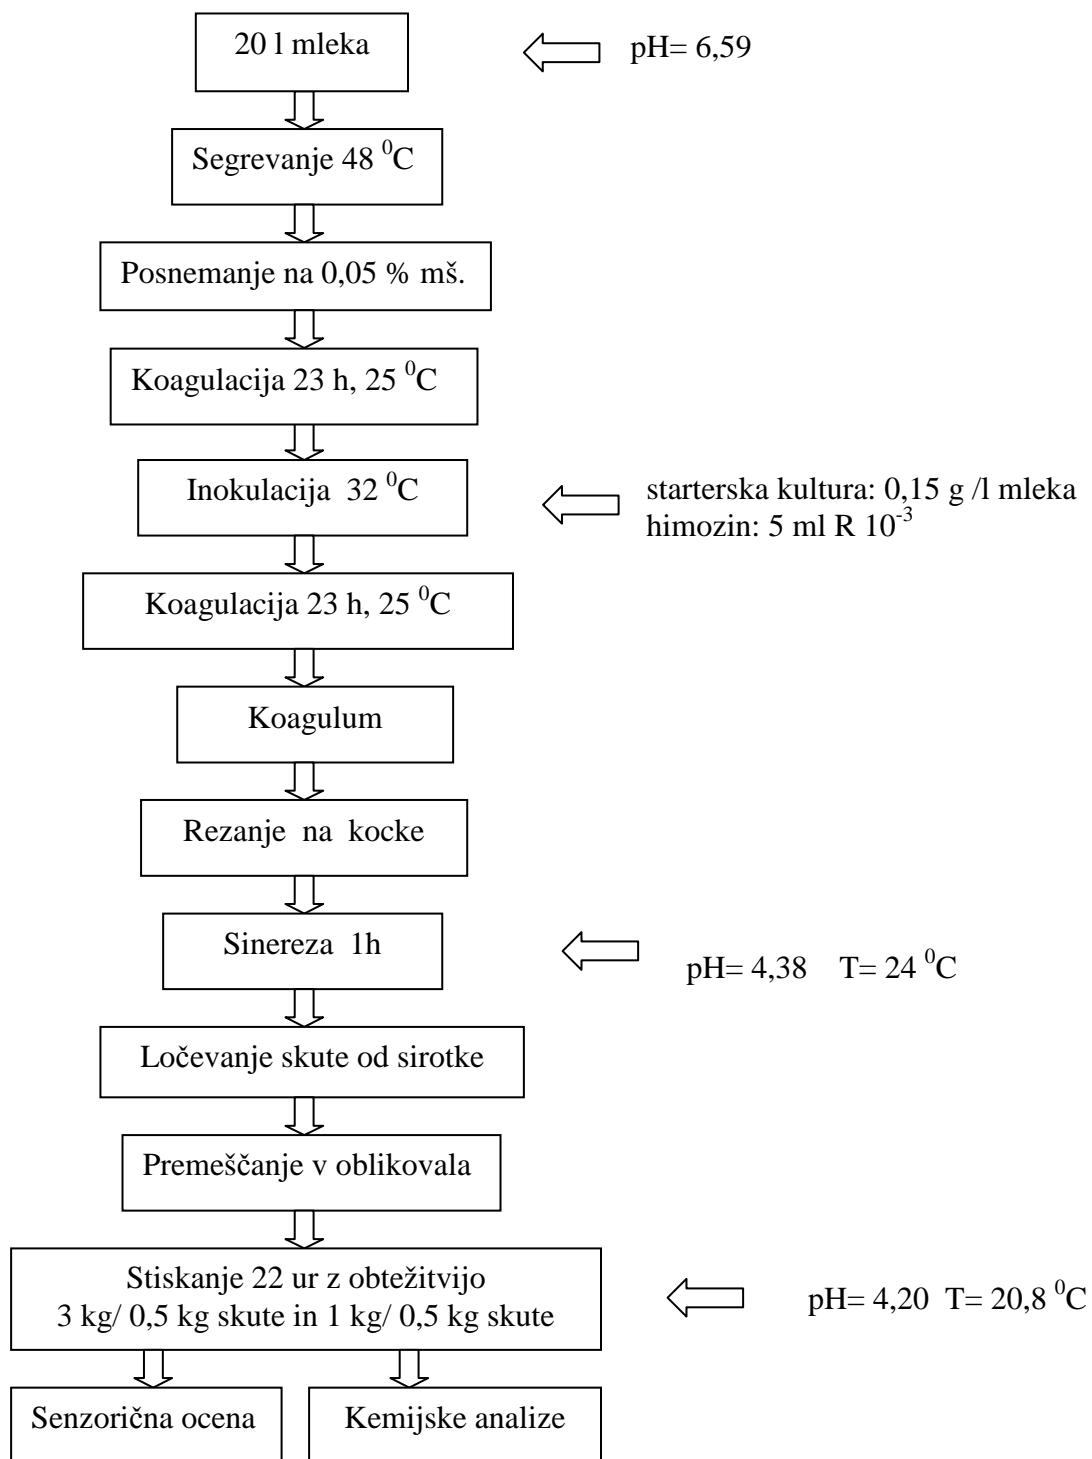 20 l mleka
pH= 6,59
Segrevanje 48 ⁰C
Posnemanje na 0,05 % mš.
Koagulacija 23 h, 25 ⁰C
Inokulacija 32 ⁰C
starterska kultura: 0,15 g /l mleka
himozin: 5 ml R 10⁻³
Koagulacija 23 h, 25 ⁰C
Koagulum
Rezanje na kocke
Sinereza 1h
pH= 4,38 T= 24 ⁰C
Ločevanje skute od sirotke
Premeščanje v oblikovala
Stiskanje 22 ur z obtežitvijo
3 kg/ 0,5 kg skute in 1 kg/ 0,5 kg skute
pH= 4,20 T= 20,8 ⁰C
Senzorična ocena
Kemijske analize